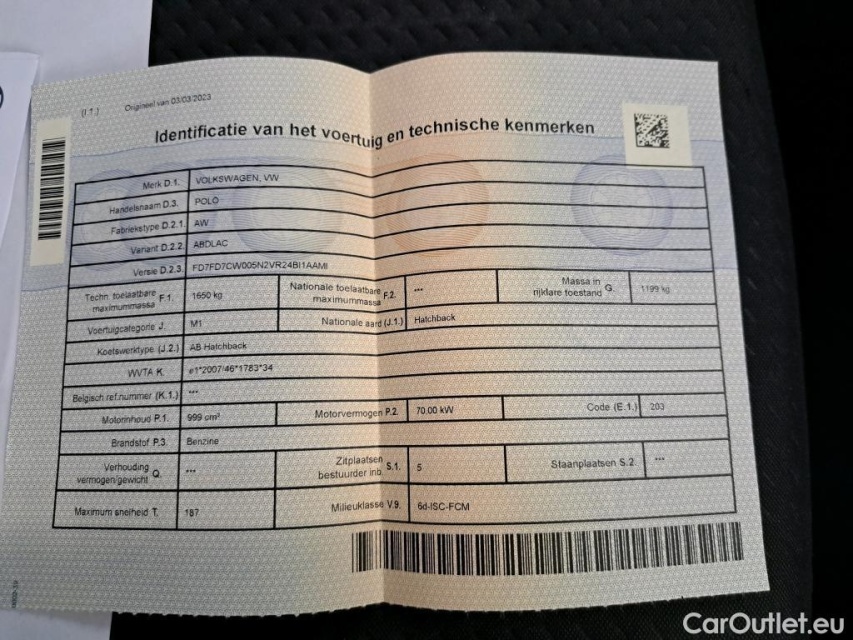 (I 1.) Origineel van 03/03/2023
Identificatie van het voertuig en technische kenmerken
Merk D.1. VOLKSWAGEN, VW
Handelsnaam D.3. POLO
Fabriekstype D.2.1. AW
Variant D.2.2. ABDLAC
Versie D.2.3. FD7FD7CW005N2VR24BI1AAMI
Techn. toelaatbare maximummassa F.1. 1650 kg Nationale toelaatbare maximummassa F.2. *** Massa in rijklare toestand G. 1199 kg
Voertuigcategorie J. M1 Nationale aard (J.1.) Hatchback
Koetswerktype (J.2.) AB Hatchback
WVTA K. e1*2007/46*1783*34
Belgisch ref.nummer (K.1.) ***
Motorinhoud P.1. 999 cm³ Motorvermogen P.2. 70.00 kW Code (E.1.) 203
Brandstof P.3. Benzine
Verhouding vermogen/gewicht Q. *** Zitplaatsen bestuurder inb. S.1. 5 Staanplaatsen S.2. ***
Maximum snelheid T. 187 Milieuklasse V.9. 6d-ISC-FCM
CarOutlet.eu